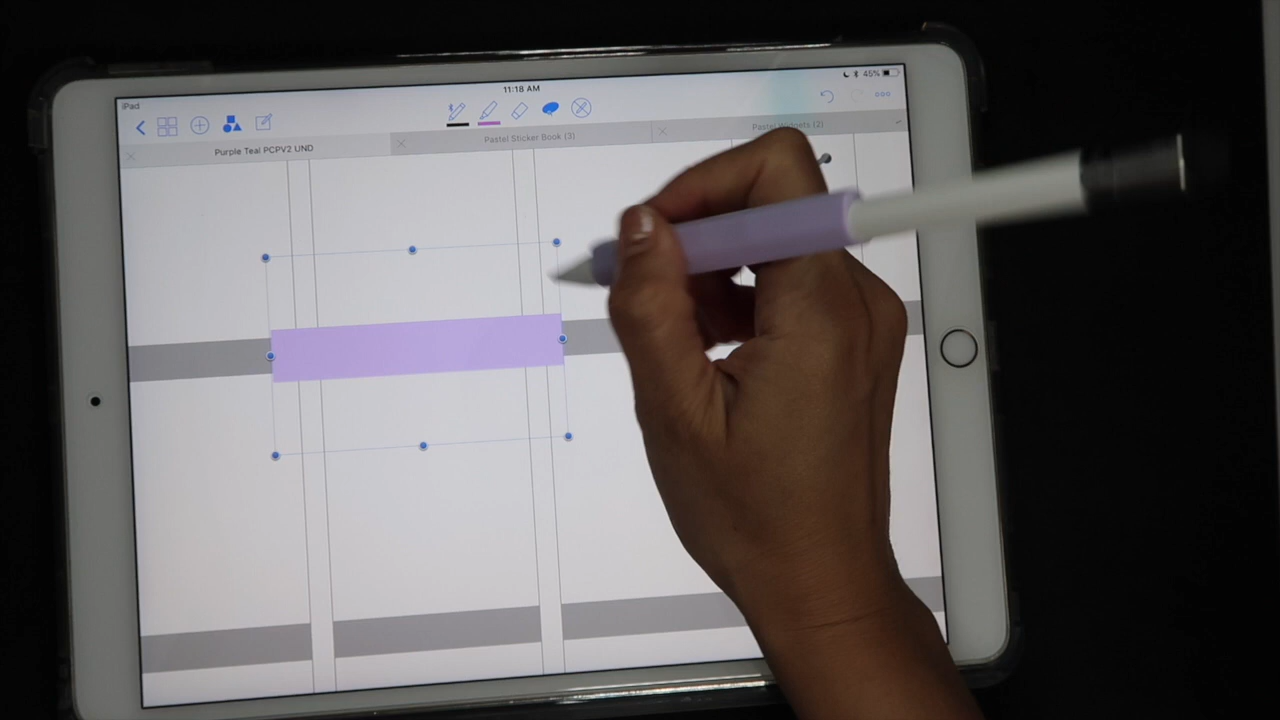 11:18 AM
45%
iPad
Purple Teal PCPV2 UND
Pastel Sticker Book (3)
Pastel Widgets (2)